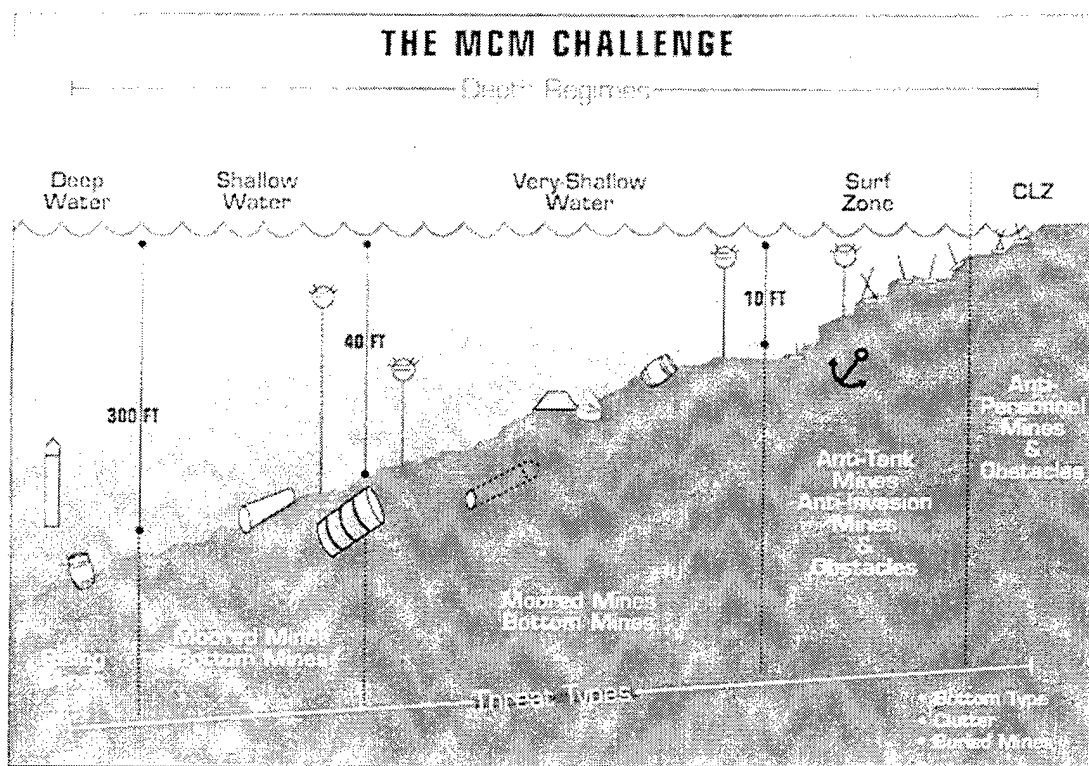 THE MCM CHALLENGE
Depth Regimes
Deep
Water
Shallow
Water
Very-Shallow
Water
Surf
Zone
CLZ
10 FT
40 FT
300 FT
Anti-
Personnel
Mines
&
Obstacles
Anti-Tank
Mines
Anti-Invasion
Mines
&
Obstacles
Moored Mines
Bottom Mines
Moored Mines
Bottom Mines
Rising
Threat Types
• Bottom Type
• Clutter
• Buried Mines